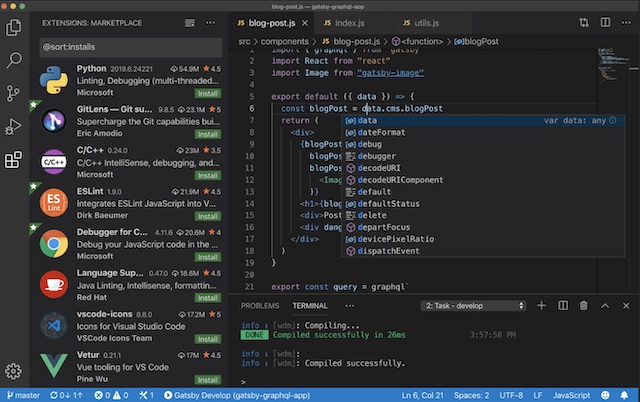 blog-post.js — gatsby-graphql-app
EXTENSIONS: MARKETPLACE
@sort:installs
Python 2019.6.24221 54.9M 4.5
Linting, Debugging (multi-threaded...
Microsoft Install
GitLens — Git su... 9.8.5 23.1M 5
Supercharge the Git capabilities buil...
Eric Amodio Install
C/C++ 0.24.0 23M 3.5
C/C++ IntelliSense, debugging, and...
Microsoft Install
ESLint 1.9.0 21.9M 4.5
Integrates ESLint JavaScript into V...
Dirk Baeumer Install
Debugger for C... 4.11.6 20.6M 4
Debug your JavaScript code in the...
Microsoft Install
Language Sup... 0.47.0 18.6M 4.5
Java Linting, Intellisense, formattin...
Red Hat Install
vscode-icons 8.8.0 17.2M 5
Icons for Visual Studio Code
VSCode Icons Team Install
Vetur 0.21.1 17M 4.5
Vue tooling for VS Code
Pine Wu Install
JS blog-post.js JS index.js JS utils.js
src > components > JS blog-post.js > <function> > blogPost
1 import { graphql } from "gatsby"
2 import React from "react"
3 import Image from "gatsby-image"
4
5 export default ({ data }) => {
6 const blogPost = data.cms.blogPost
7 return (
8 <div>
9 {blogPos
10 blogPo
11 blogPo
12 <Ima
13 )}
14 <h1>{blog
15 <div>Post
16 <div dang
17 </div>
18 )
19 }
20
21 export const query = graphql`
data var data: any
dateFormat
debug
debugger
decodeURI
decodeURIComponent
default
defaultStatus
delete
departFocus
devicePixelRatio
dispatchEvent
PROBLEMS TERMINAL ... 2: Task - develop
info : [wdm]: Compiling...
DONE Compiled successfully in 26ms 3:57:58 PM
info : [wdm]:
info : [wdm]: Compiled successfully.
>
master 0↓ 1↑ 0 0 1 Gatsby Develop (gatsby-graphql-app) Ln 6, Col 21 Spaces: 2 UTF-8 LF JavaScript